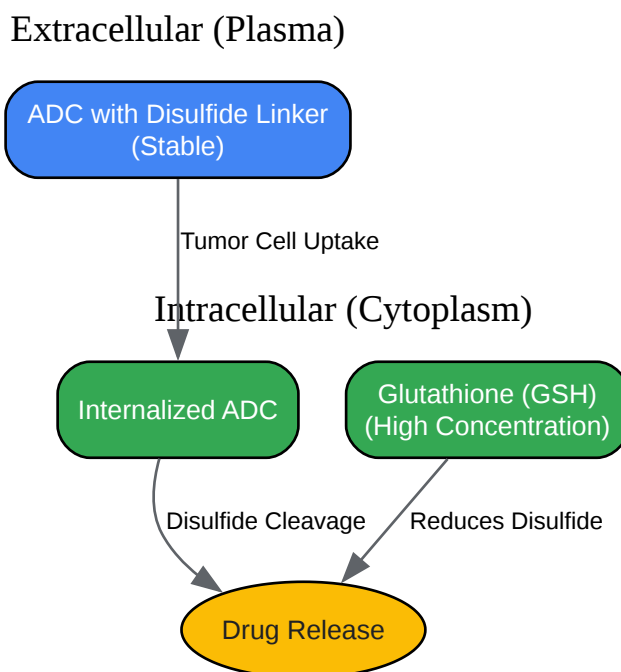 Extracellular (Plasma)
ADC with Disulfide Linker
(Stable)
Tumor Cell Uptake
Intracellular (Cytoplasm)
Internalized ADC
Glutathione (GSH)
(High Concentration)
Disulfide Cleavage
Reduces Disulfide
Drug Release